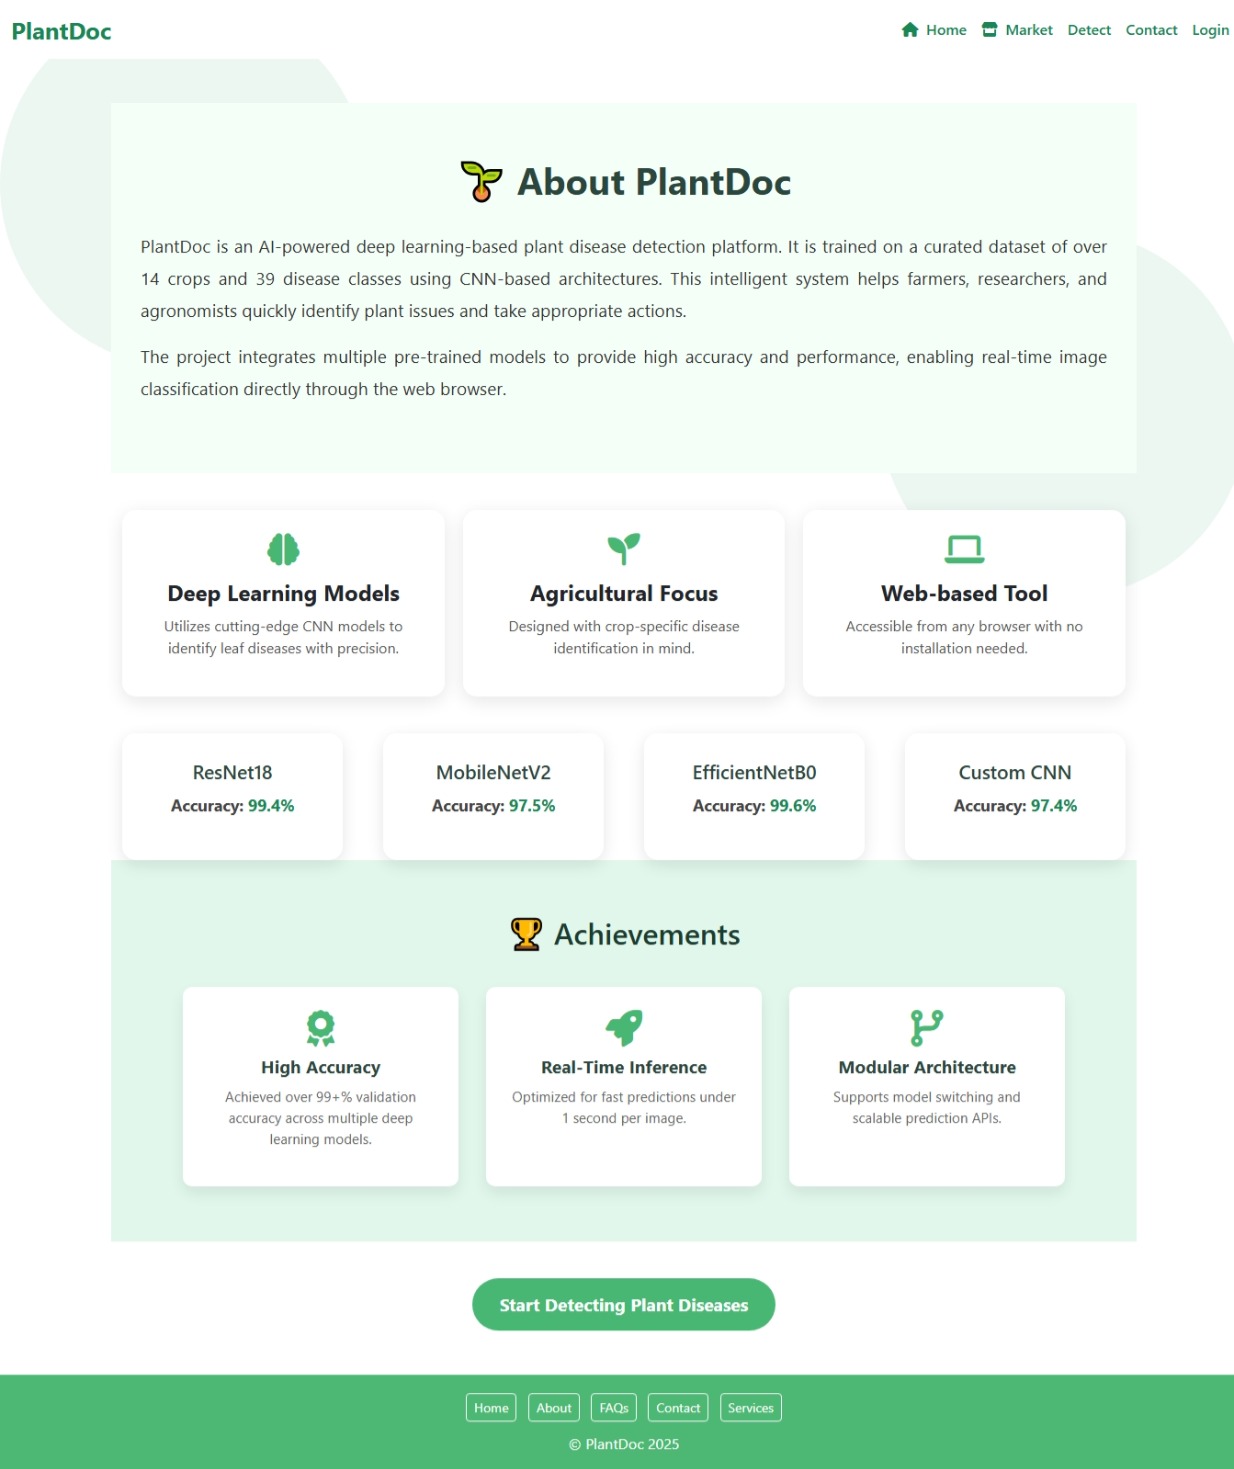 PlantDoc
Home Market Detect Contact Login
About PlantDoc
PlantDoc is an AI-powered deep learning-based plant disease detection platform. It is trained on a curated dataset of over
14 crops and 39 disease classes using CNN-based architectures. This intelligent system helps farmers, researchers, and
agronomists quickly identify plant issues and take appropriate actions.
The project integrates multiple pre-trained models to provide high accuracy and performance, enabling real-time image
classification directly through the web browser.
Deep Learning Models
Utilizes cutting-edge CNN models to
identify leaf diseases with precision.
Agricultural Focus
Designed with crop-specific disease
identification in mind.
Web-based Tool
Accessible from any browser with no
installation needed.
ResNet18
Accuracy: 99.4%
MobileNetV2
Accuracy: 97.5%
EfficientNetB0
Accuracy: 99.6%
Custom CNN
Accuracy: 97.4%
Achievements
High Accuracy
Achieved over 99+% validation
accuracy across multiple deep
learning models.
Real-Time Inference
Optimized for fast predictions under
1 second per image.
Modular Architecture
Supports model switching and
scalable prediction APIs.
Start Detecting Plant Diseases
Home About FAQs Contact Services
© PlantDoc 2025